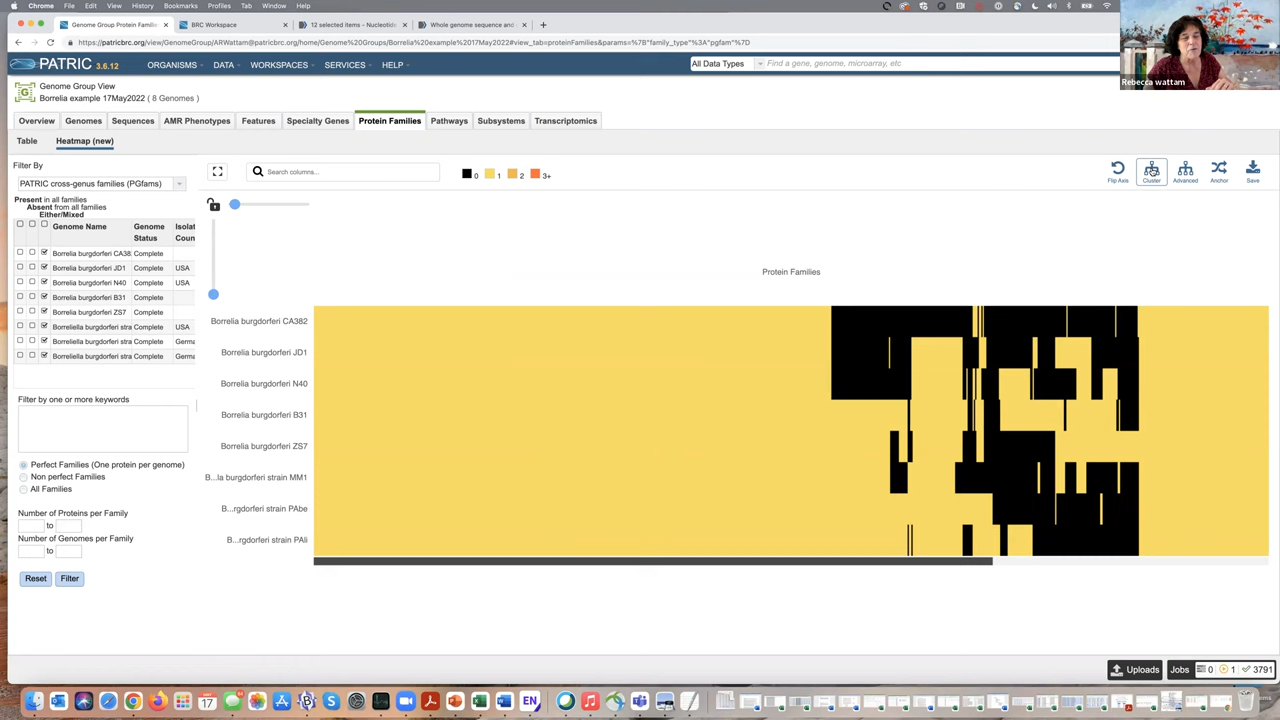 Chrome File Edit View History Bookmarks Profiles Tab Window Help
Genome Group Protein Familie
BRC Workspace
12 selected items - Nucleotide
Whole genome sequence and
https://patricbrc.org/view/GenomeGroup/ARWattam@patricbrc.org/home/Genome%20Groups/Borrelia%20example%2017May2022#view_tab=proteinFamilies&params=%7B"family_type"%3A"pgfam"%7D
Rebecca wattam
PATRIC 3.6.12
ORGANISMS DATA WORKSPACES SERVICES HELP
All Data Types Find a gene, genome, microarray, etc
Genome Group View
Borrelia example 17May2022 ( 8 Genomes )
Overview Genomes Sequences AMR Phenotypes Features Specialty Genes Protein Families Pathways Subsystems Transcriptomics
Table Heatmap (new)
Filter By
PATRIC cross-genus families (PGfams)
Search columns...
0 1 2 3+
Flip Axis Cluster Advanced Anchor Save
Present in all families
Absent from all families
Either/Mixed
Genome Name Genome Status Isolat Coun
Borrelia burgdorferi CA38: Complete
Borrelia burgdorferi JD1 Complete USA
Borrelia burgdorferi N40 Complete USA
Borrelia burgdorferi B31 Complete
Borrelia burgdorferi ZS7 Complete
Borreliella burgdorferi stra Complete USA
Borreliella burgdorferi stra Complete Germa
Borreliella burgdorferi stra Complete Germa
Filter by one or more keywords
Perfect Families (One protein per genome)
Non perfect Families
All Families
Number of Proteins per Family
to
Number of Genomes per Family
to
Reset Filter
Protein Families
Borrelia burgdorferi CA382
Borrelia burgdorferi JD1
Borrelia burgdorferi N40
Borrelia burgdorferi B31
Borrelia burgdorferi ZS7
B...la burgdorferi strain MM1
B...rgdorferi strain PAbe
B...rgdorferi strain PAli
Uploads Jobs 0 1 3791
17
EN